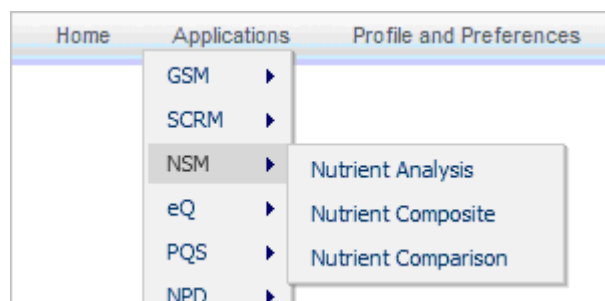 Home Applications Profile and Preferences
GSM
SCRM
NSM
Nutrient Analysis
eQ
Nutrient Composite
PQS
Nutrient Comparison
NPD